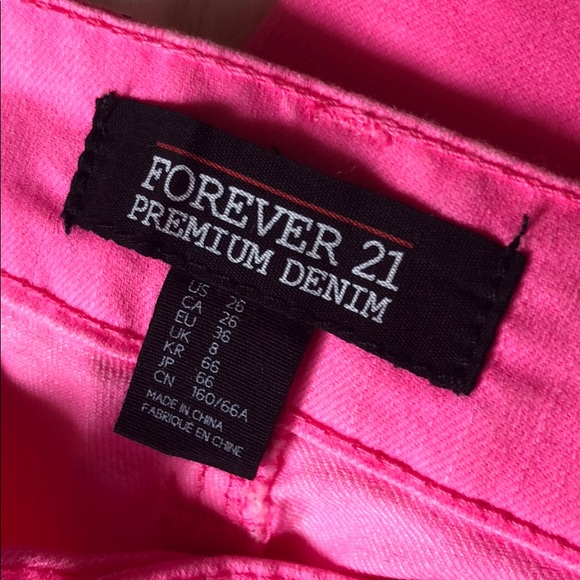 FOREVER 21
PREMIUM DENIM
US 26
CA 26
EU 36
UK 8
KR 66
JP 66
CN 160/66A
MADE IN CHINA
FABRIQUÉ EN CHINE